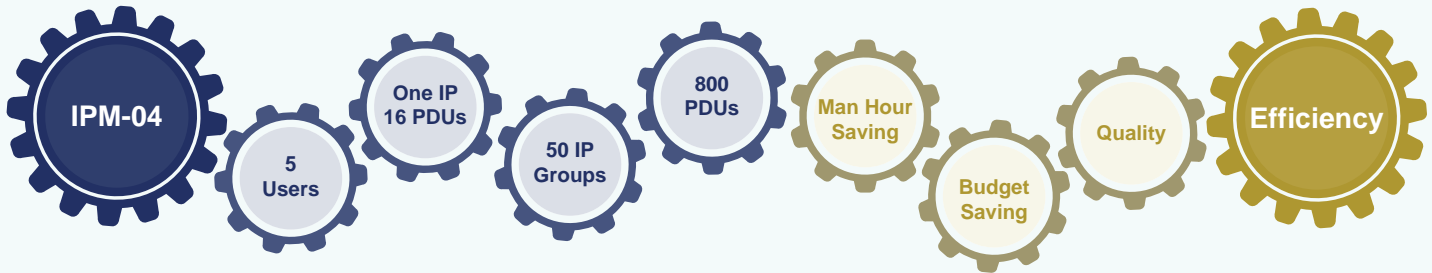 IPM-04
5
Users
One IP
16 PDUs
50 IP
Groups
800
PDUs
Man Hour
Saving
Budget
Saving
Quality
Efficiency